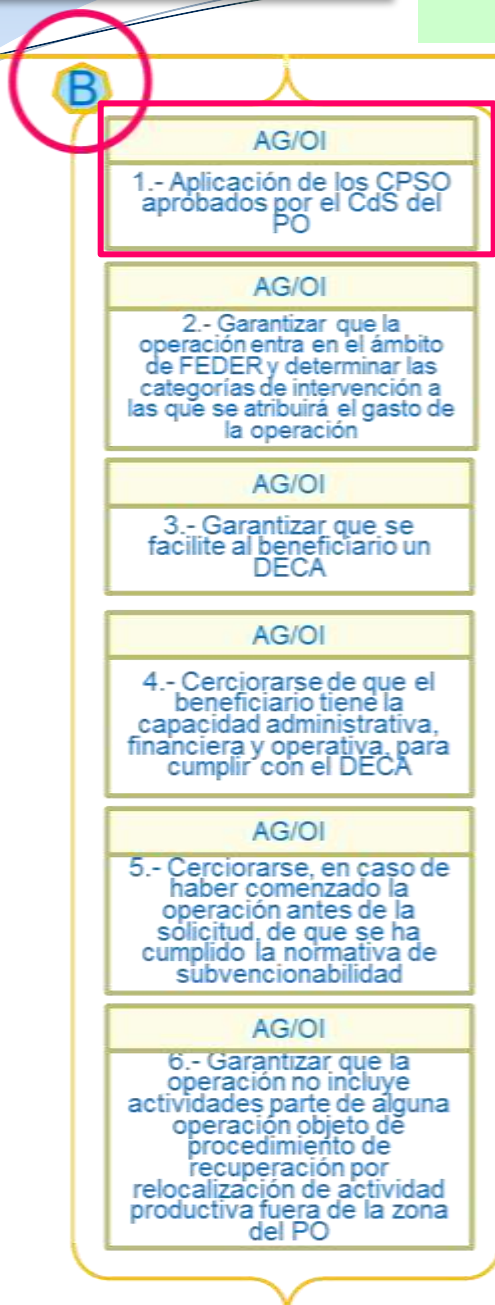 B
AG/OI
1.- Aplicación de los CPSO
aprobados por el CdS del
PO
AG/OI
2.- Garantizar que la
operación entra en el ámbito
de FEDER y determinar las
categorías de intervención a
las que se atribuirá el gasto de
la operación
AG/OI
3.- Garantizar que se
facilite al beneficiario un
DECA
AG/OI
4.- Cerciorarse de que el
beneficiario tiene la
capacidad administrativa,
financiera y operativa, para
cumplir con el DECA
AG/OI
5.- Cerciorarse, en caso de
haber comenzado la
operación antes de la
solicitud, de que se ha
cumplido la normativa de
subvencionabilidad
AG/OI
6.- Garantizar que la
operación no incluye
actividades parte de alguna
operación objeto de
procedimiento de
recuperación por
relocalización de actividad
productiva fuera de la zona
del PO